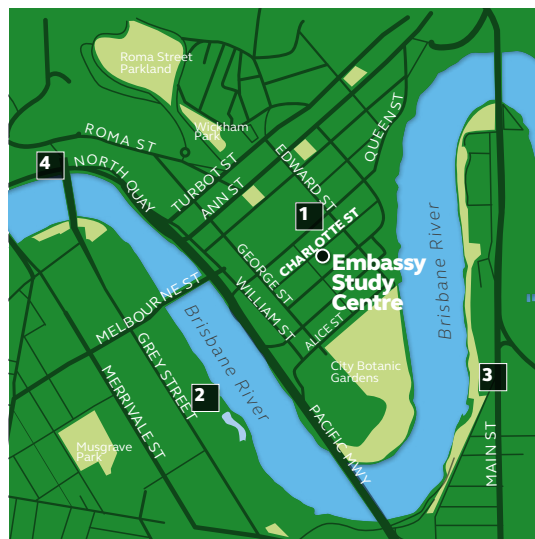 Roma Street
Parkland
Wickham
Park
ROMA ST
QUEEN ST
4
NORTH QUAY
TURBOT ST
ANN ST
EDWARD ST
1
CHARLOTTE ST
Embassy
Study
Centre
GEORGE ST
WILLIAM ST
ALICE ST
Brisbane River
MELBOURNE ST
Brisbane River
City Botanic
Gardens
GREY STREET
2
3
MERRIVALE ST
Musgrave
Park
PACIFIC MWY
MAIN ST